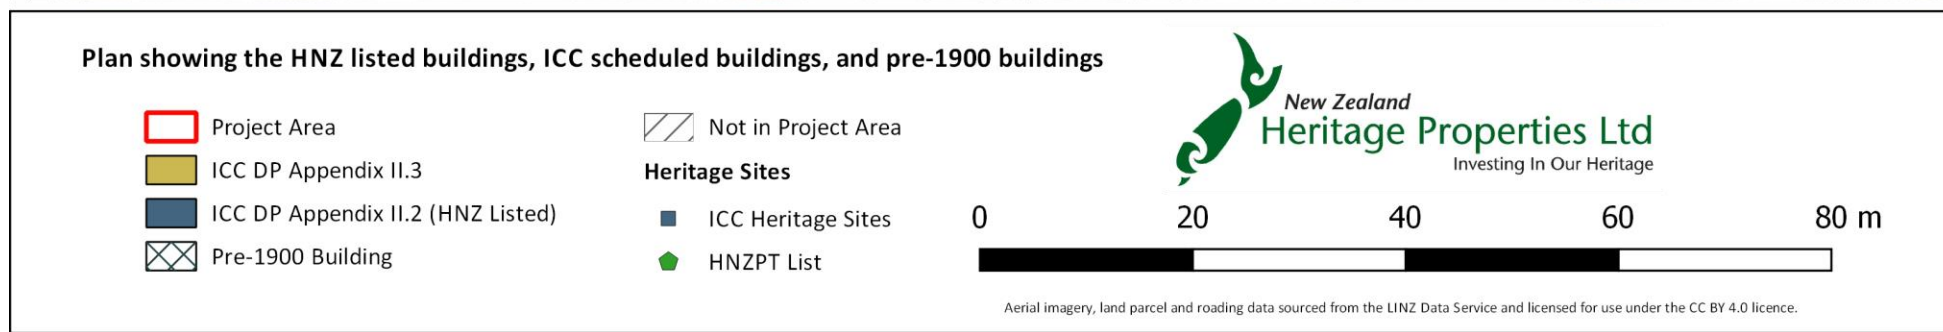 Plan showing the HNZ listed buildings, ICC scheduled buildings, and pre-1900 buildings
Project Area
ICC DP Appendix II.3
ICC DP Appendix II.2 (HNZ Listed)
Pre-1900 Building
Not in Project Area
Heritage Sites
ICC Heritage Sites
HNZPT List
New Zealand
Heritage Properties Ltd
Investing In Our Heritage
0 20 40 60 80 m
Aerial imagery, land parcel and roading data sourced from the LINZ Data Service and licensed for use under the CC BY 4.0 licence.